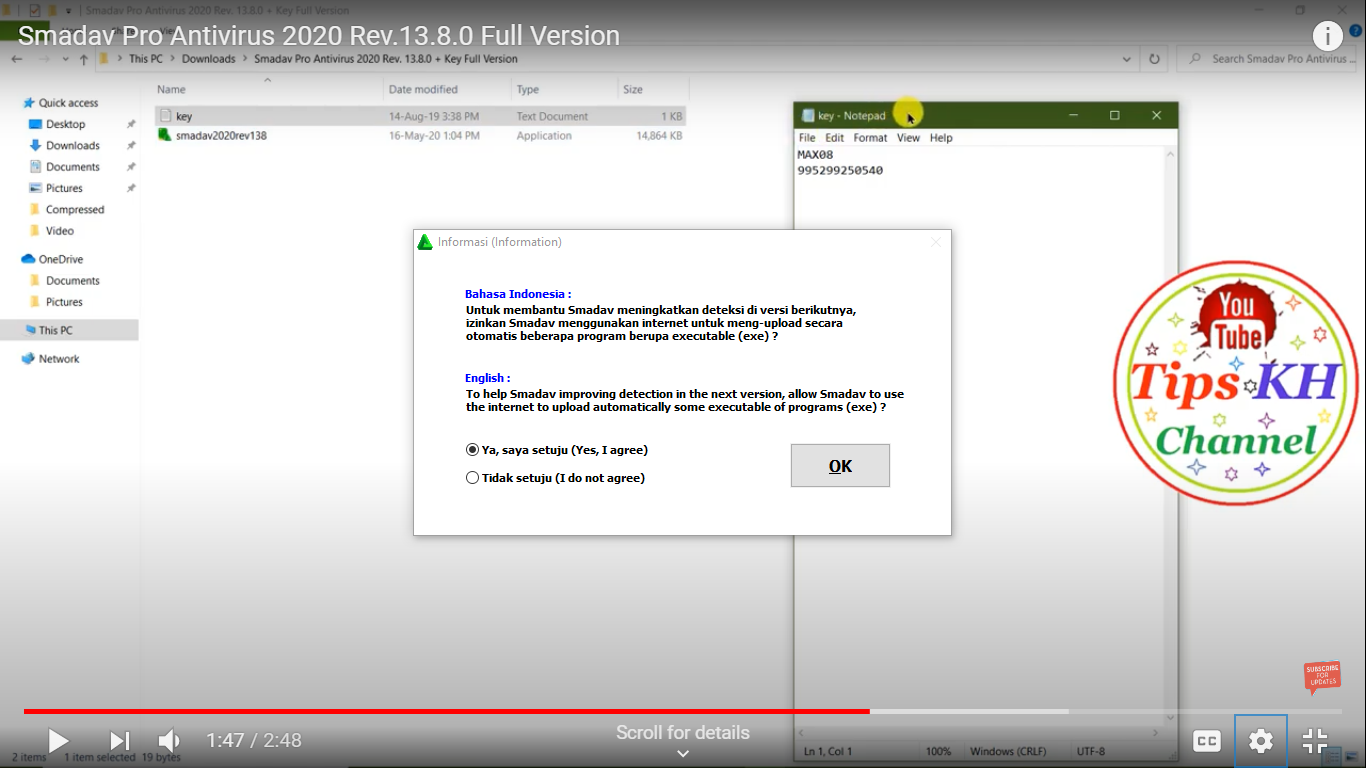 Smadav Pro Antivirus 2020 Rev. 13.8.0 + Key Full Version
Smadav Pro Antivirus 2020 Rev.13.8.0 Full Version
This PC > Downloads > Smadav Pro Antivirus 2020 Rev. 13.8.0 + Key Full Version
Search Smadav Pro Antivirus ...
Name Date modified Type Size
key 14-Aug-19 3:38 PM Text Document 1 KB
smadav2020rev138 16-May-20 1:04 PM Application 14,864 KB
Quick access
Desktop
Downloads
Documents
Pictures
Compressed
Video
OneDrive
Documents
Pictures
This PC
Network
key - Notepad
File Edit Format View Help
MAX08
995299250540
Informasi (Information)
Bahasa Indonesia :
Untuk membantu Smadav meningkatkan deteksi di versi berikutnya,
izinkan Smadav menggunakan internet untuk meng-upload secara
otomatis beberapa program berupa executable (exe) ?
English :
To help Smadav improving detection in the next version, allow Smadav to use
the internet to upload automatically some executable of programs (exe) ?
Ya, saya setuju (Yes, I agree)
Tidak setuju (I do not agree)
OK
You
Tube
Tips KH
Channel
SUBSCRIBE
FOR
UPDATES
1:47 / 2:48
Scroll for details
CC
2 items 1 item selected 19 bytes
Ln 1, Col 1 100% Windows (CRLF) UTF-8